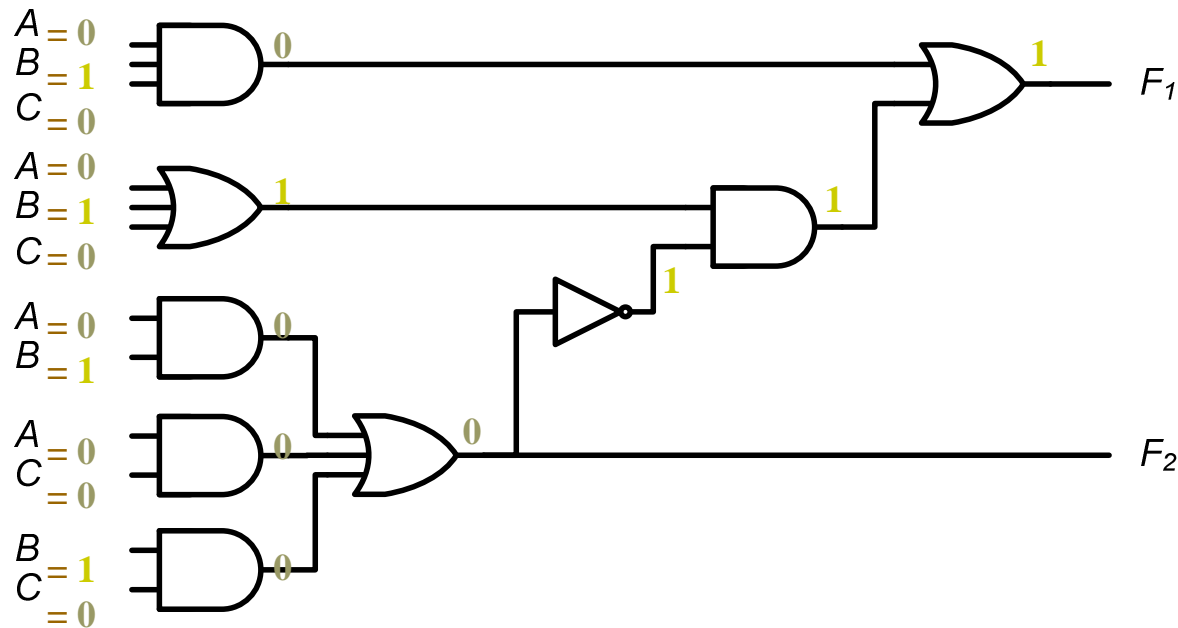 A = 0
B = 1
C = 0
0
1
F1
A = 0
B = 1
C = 0
1
1
1
A = 0
B = 1
0
A = 0
C = 0
0
0
F2
B = 1
C = 0
0